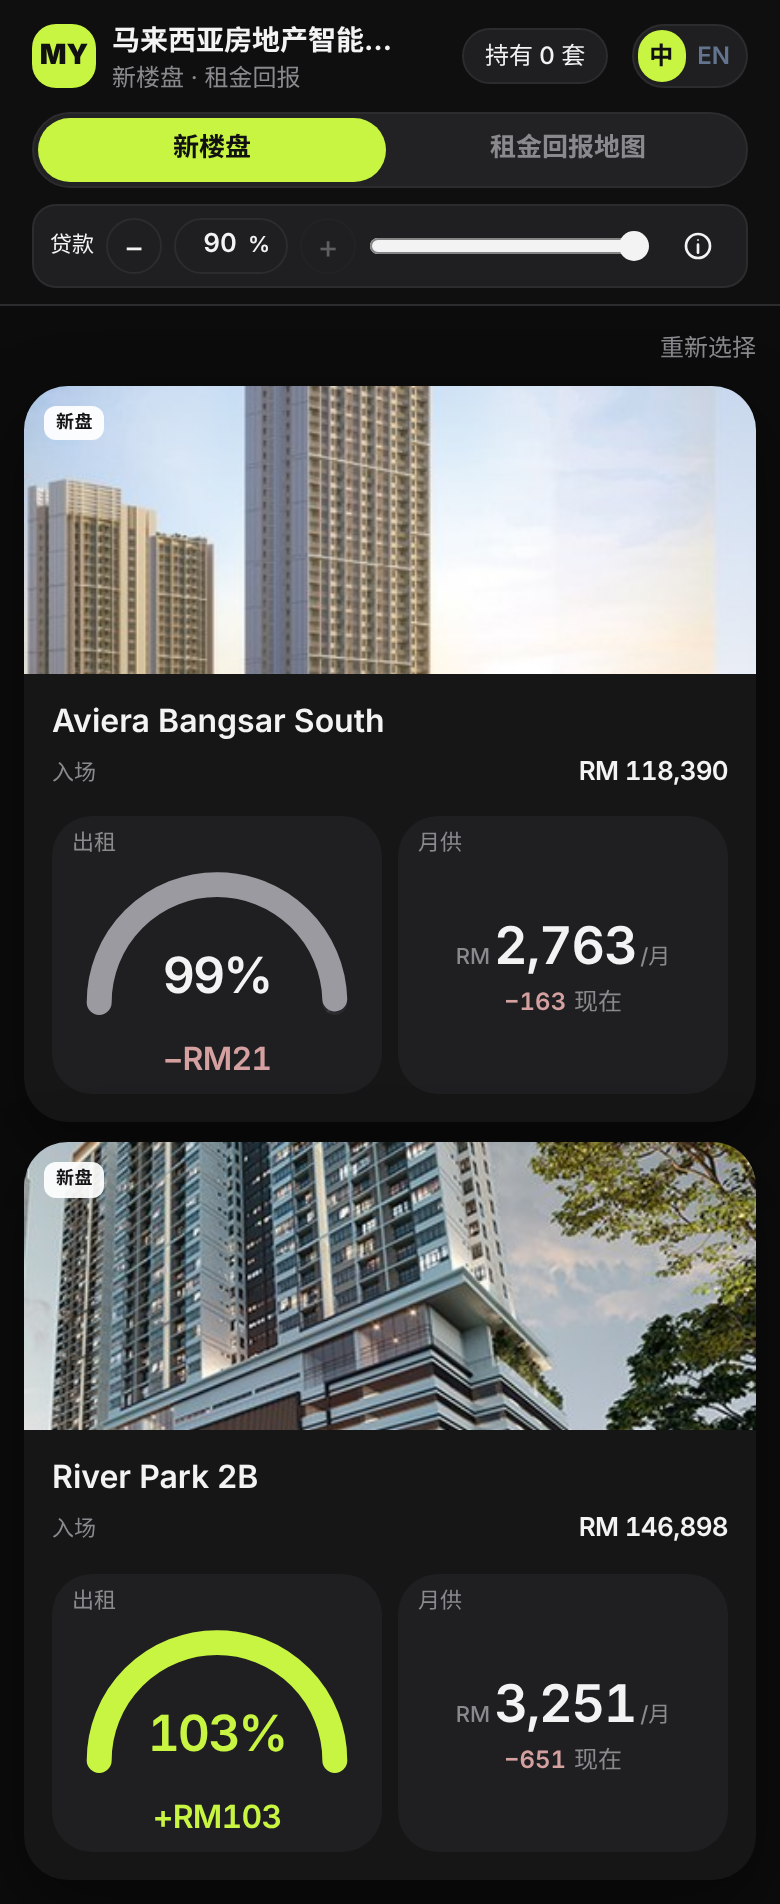 MY
马来西亚房地产智能...
新楼盘 · 租金回报
持有 0 套
中 EN
新楼盘 租金回报地图
贷款 − 90 % +
重新选择
新盘
Aviera Bangsar South
入场 RM 118,390
出租 月供
99%
−RM21
RM 2,763 /月
−163 现在
新盘
River Park 2B
入场 RM 146,898
出租 月供
103%
+RM103
RM 3,251 /月
−651 现在